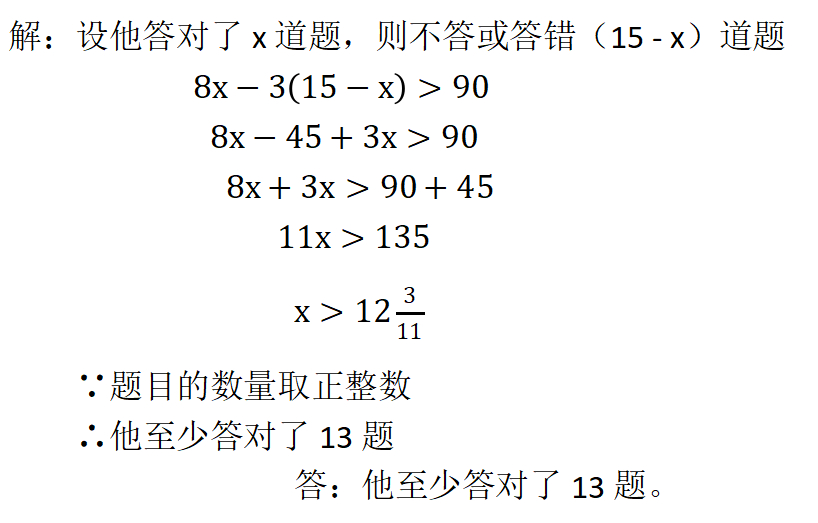 解：设他答对了 x 道题，则不答或答错（15 - x）道题
8x − 3(15 − x) > 90
8x − 45 + 3x > 90
8x + 3x > 90 + 45
11x > 135
x > 12 3/11
∵题目的数量取正整数
∴他至少答对了 13 题
答：他至少答对了 13 题。